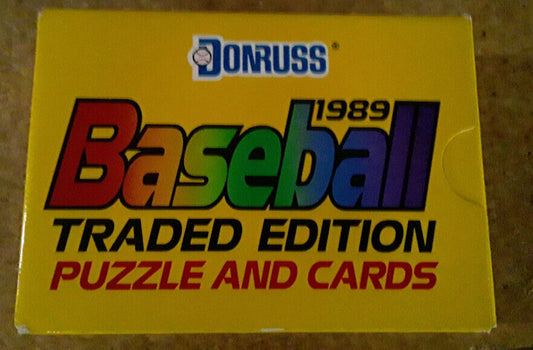 DONRUSS®
1989
Baseball
TRADED EDITION
PUZZLE AND CARDS